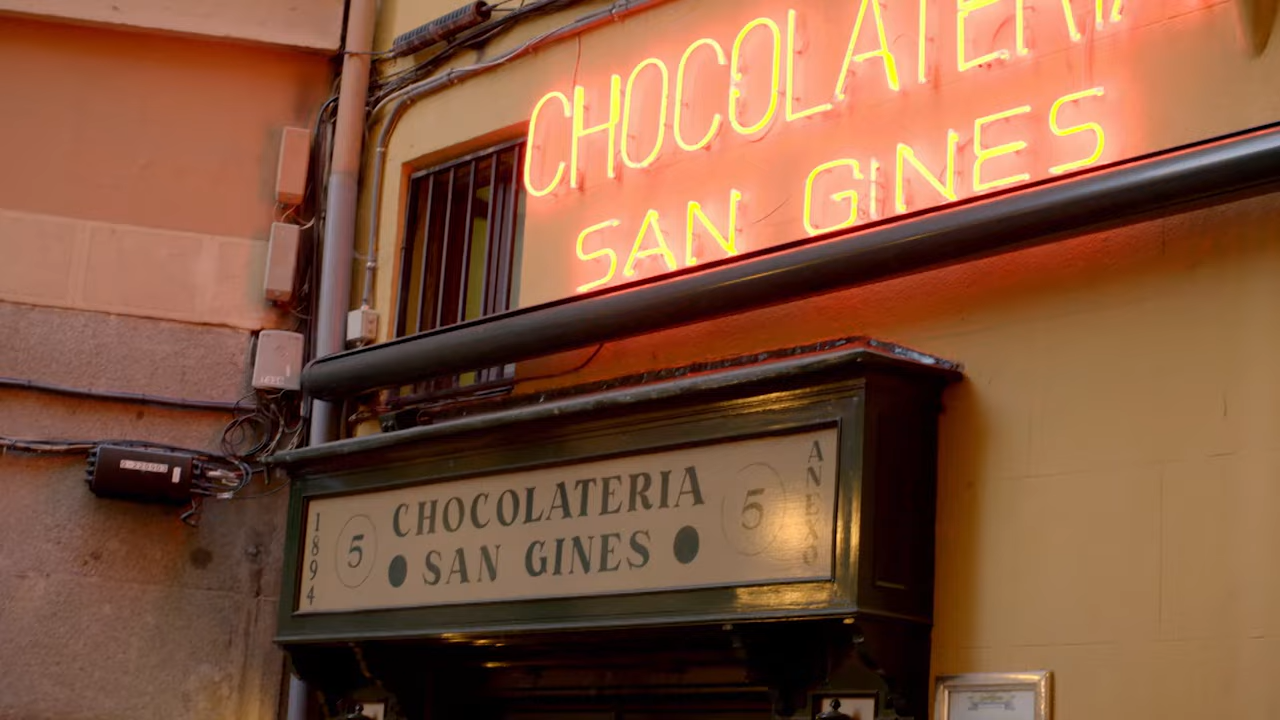 CHOCOLATERIA
SAN GINES
1894
5
CHOCOLATERIA
SAN GINES
5
ANEXO